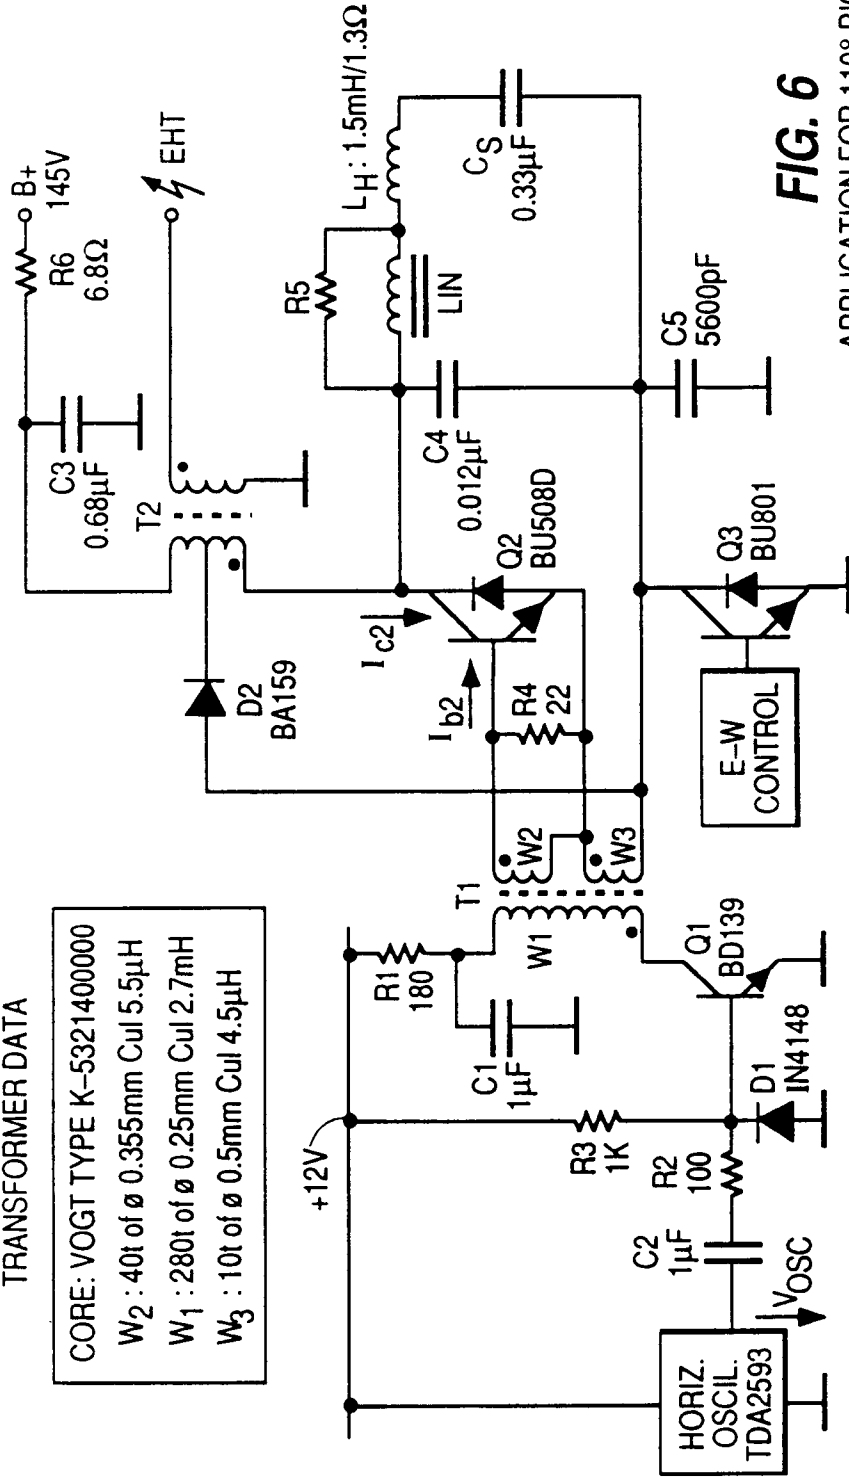 TRANSFORMER DATA
CORE: VOGT TYPE K–5321400000
W2 : 40t of ø 0.355mm Cul 5.5µH
W1 : 280t of ø 0.25mm Cul 2.7mH
W3 : 10t of ø 0.5mm Cul 4.5µH
B+
145V
R6
6.8Ω
EHT
C3
0.68µF
T2
D2
BA159
R5
LIN
LH: 1.5mH/1.3Ω
CS
0.33µF
C4
0.012µF
C5
5600pF
Ic2
Ib2
Q2
BU508D
R4
22
Q3
BU801
E–W
CONTROL
T1
W1
W2
W3
+12V
R1
180
C1
1µF
R3
1K
R2
100
C2
1µF
D1
IN4148
Q1
BD139
VOSC
HORIZ.
OSCIL.
TDA2593
FIG. 6
APPLICATION FOR 110°